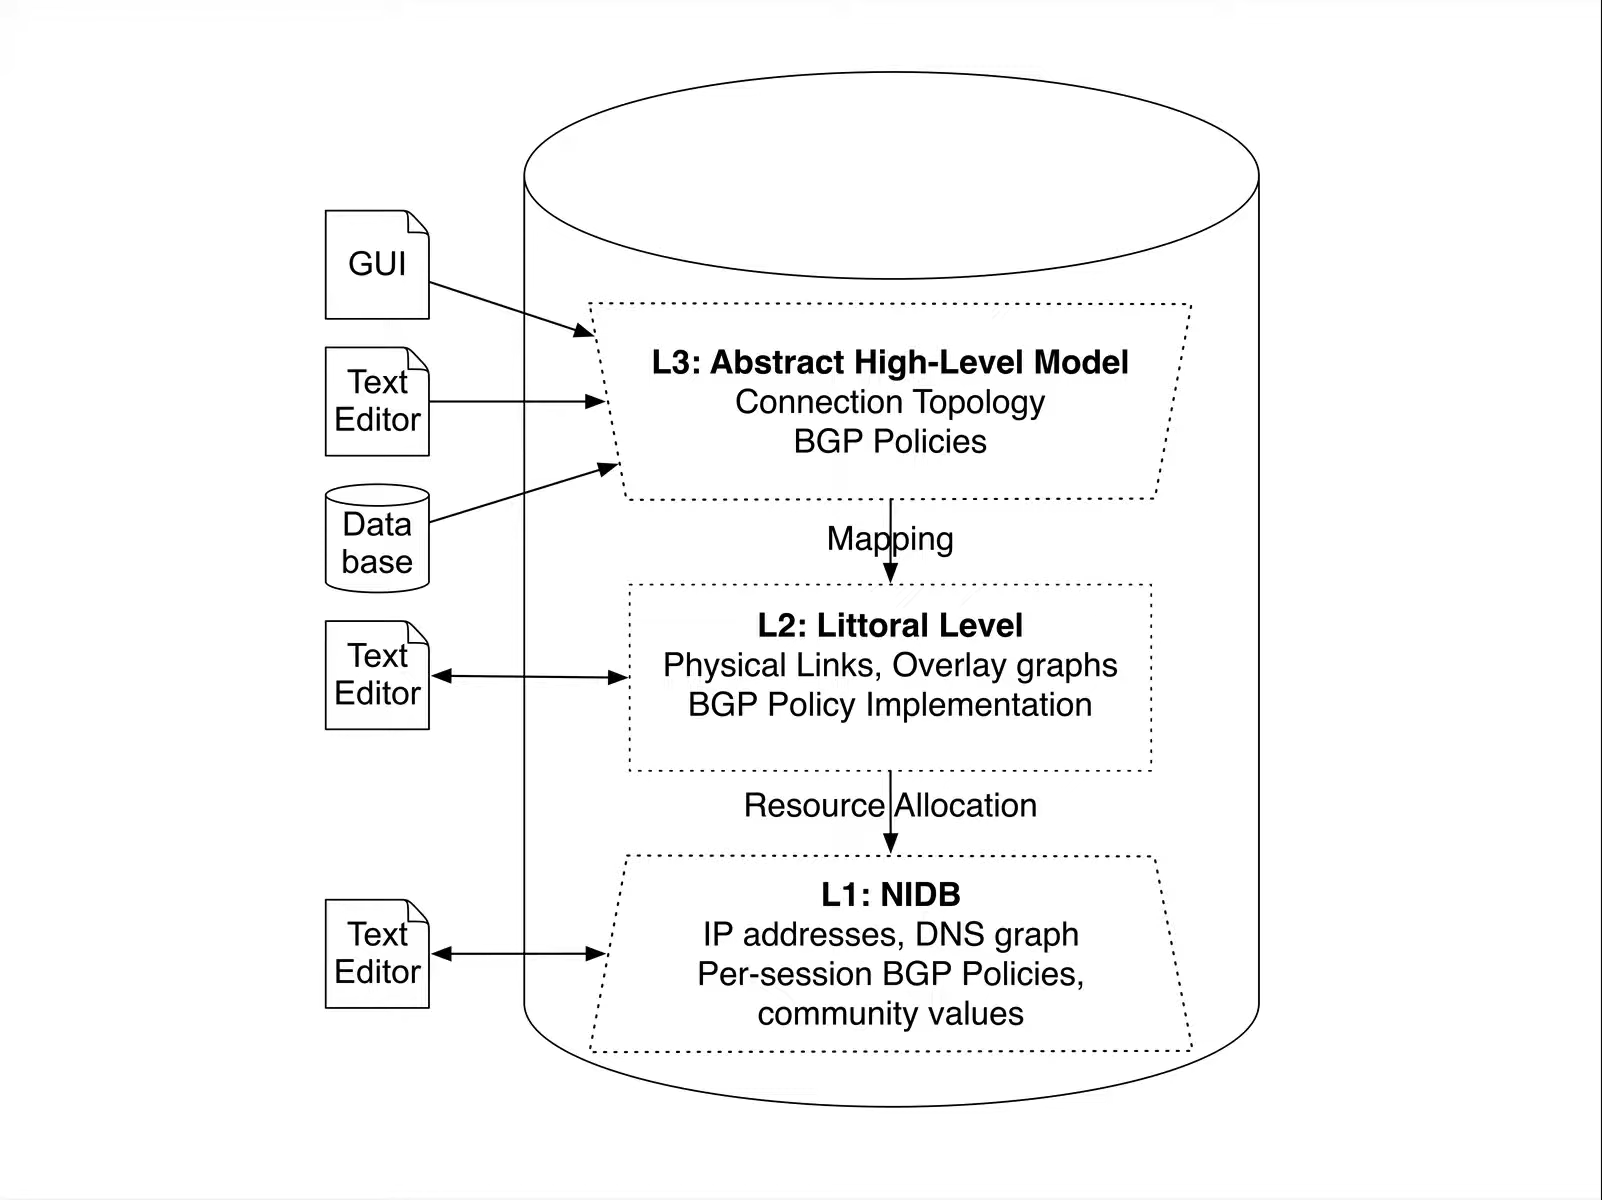 GUI
Text
Editor
Data
base
Text
Editor
Text
Editor
L3: Abstract High-Level Model
Connection Topology
BGP Policies
Mapping
L2: Littoral Level
Physical Links, Overlay graphs
BGP Policy Implementation
Resource Allocation
L1: NIDB
IP addresses, DNS graph
Per-session BGP Policies,
community values